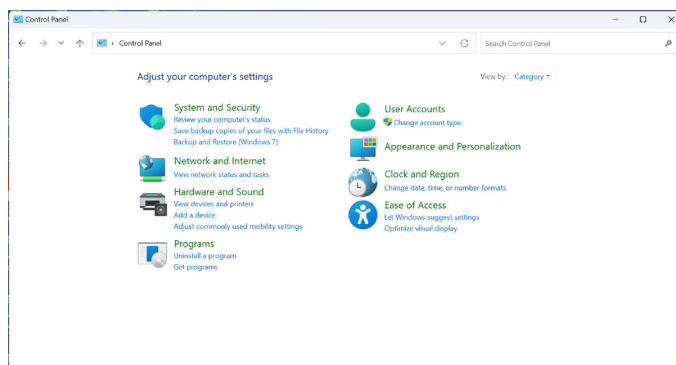 Control Panel
Control Panel
Search Control Panel
Adjust your computer's settings
View by: Category
System and Security
Review your computer's status
Save backup copies of your files with File History
Backup and Restore (Windows 7)
Network and Internet
View network status and tasks
Hardware and Sound
View devices and printers
Add a device
Adjust commonly used mobility settings
Programs
Uninstall a program
Get programs
User Accounts
Change account type
Appearance and Personalization
Clock and Region
Change date, time, or number formats
Ease of Access
Let Windows suggest settings
Optimize visual display